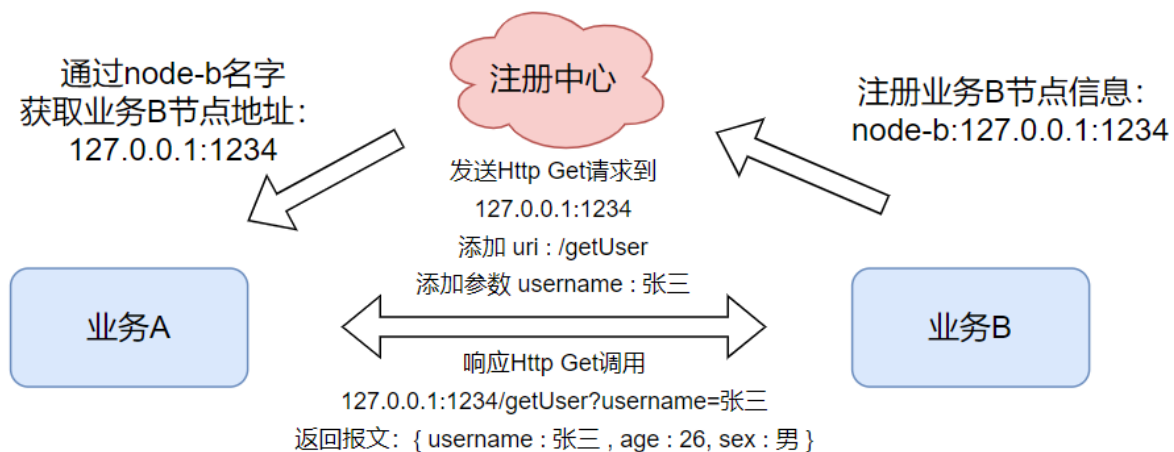 通过node-b名字
获取业务B节点地址：
127.0.0.1:1234
注册中心
注册业务B节点信息：
node-b:127.0.0.1:1234
发送Http Get请求到
127.0.0.1:1234
添加 uri : /getUser
添加参数 username : 张三
业务A
业务B
响应Http Get调用
127.0.0.1:1234/getUser?username=张三
返回报文：{ username : 张三 , age : 26, sex : 男 }